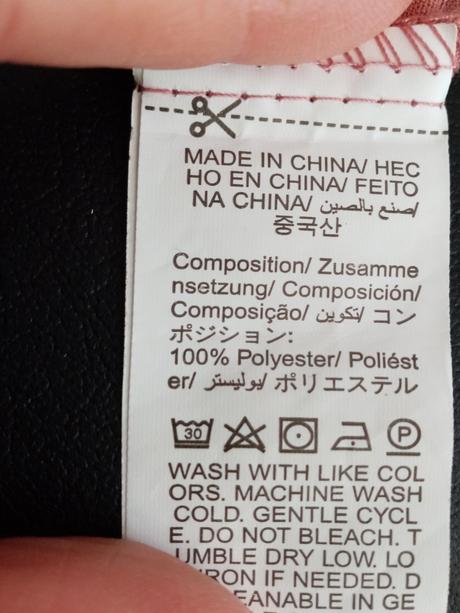 MADE IN CHINA/ HEC
HO EN CHINA/ FEITO
NA CHINA/ صنع بالصين/
중국산
Composition/ Zusamme
nsetzung/ Composición/
Composição/ تكوين/ コン
ポジション:
100% Polyester/ Poliést
er/ بوليستر/ ポリエステル
30 P
WASH WITH LIKE COL
ORS. MACHINE WASH
COLD. GENTLE CYCL
E. DO NOT BLEACH. T
UMBLE DRY LOW. LO
IRON IF NEEDED. D
EANABLE IN GE